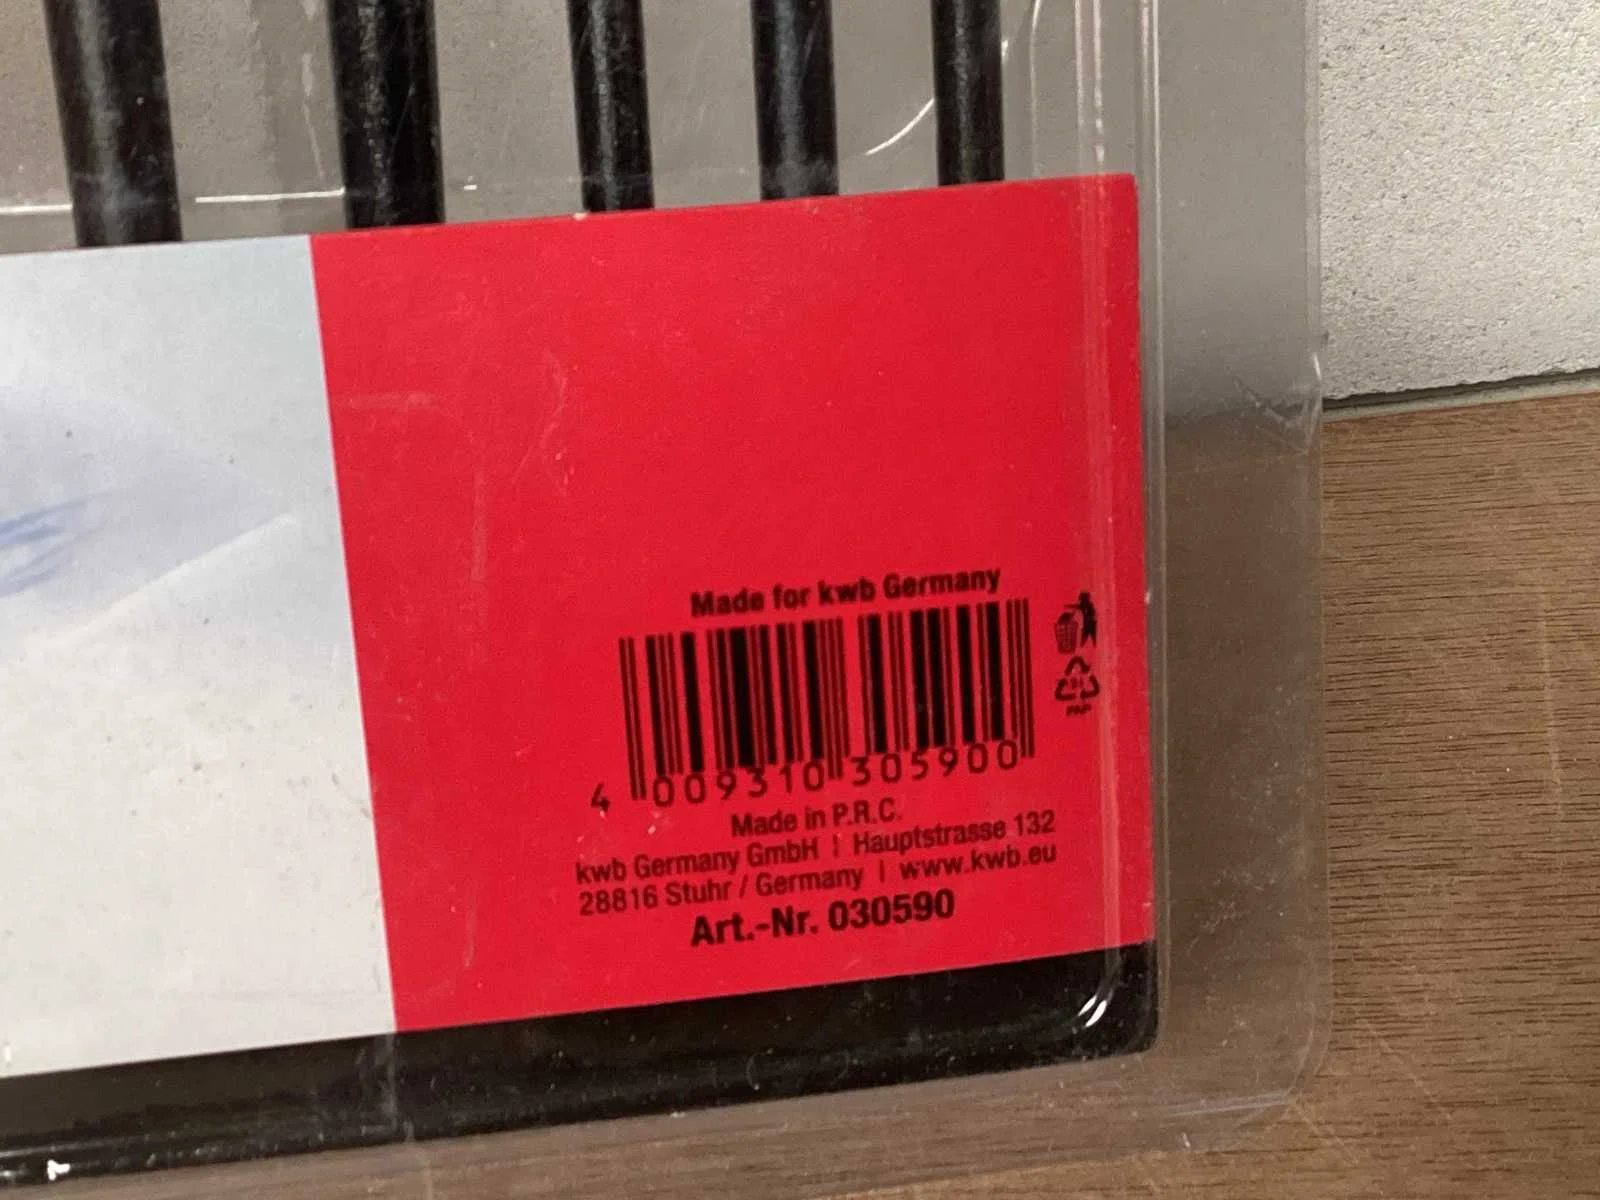 Made for kwb Germany
4 009310 305900
Made in P.R.C.
kwb Germany GmbH | Hauptstrasse 132
28816 Stuhr / Germany | www.kwb.eu
Art.-Nr. 030590
PAP